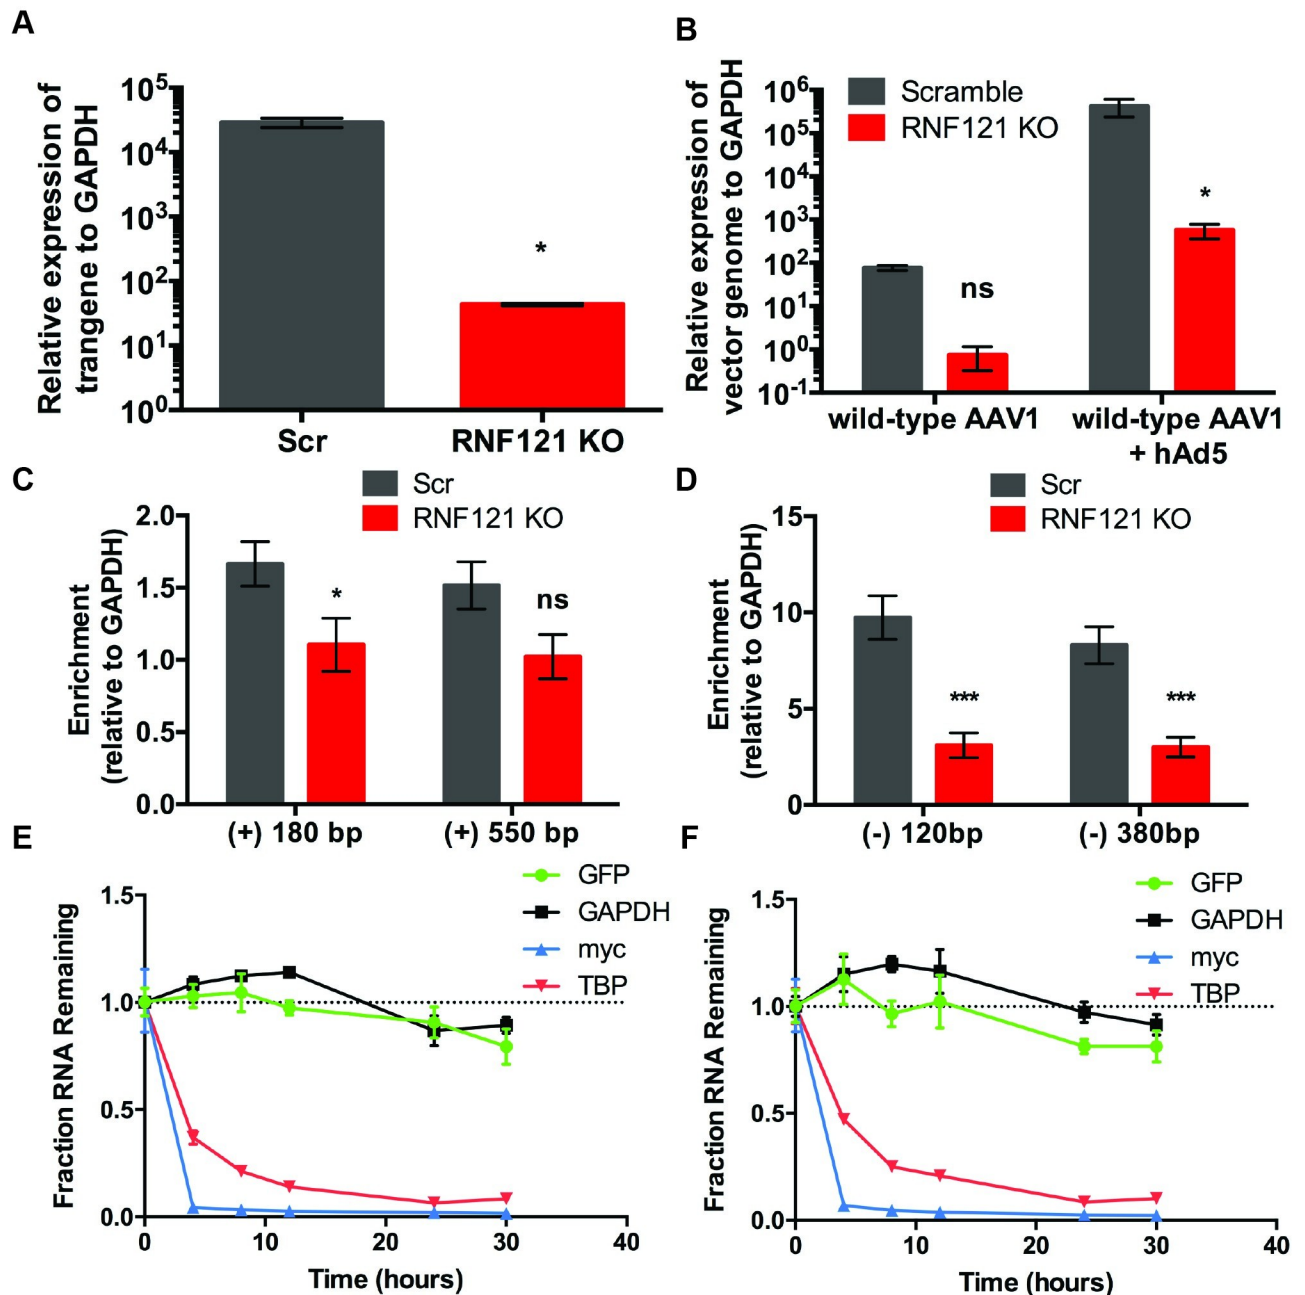 A
Relative expression of
trangene to GAPDH
10^5
10^4
10^3
10^2
10^1
10^0
*
Scr
RNF121 KO
B
Relative expression of
vector genome to GAPDH
10^6
10^5
10^4
10^3
10^2
10^1
10^0
10^-1
Scramble
RNF121 KO
ns
*
wild-type AAV1
wild-type AAV1
+ hAd5
C
Enrichment
(relative to GAPDH)
2.0
1.5
1.0
0.5
0.0
Scr
RNF121 KO
*
ns
(+) 180 bp
(+) 550 bp
D
Enrichment
(relative to GAPDH)
15
10
5
0
Scr
RNF121 KO
***
***
(-) 120bp
(-) 380bp
E
Fraction RNA Remaining
1.5
1.0
0.5
0.0
GFP
GAPDH
myc
TBP
0 10 20 30 40
Time (hours)
F
Fraction RNA Remaining
1.5
1.0
0.5
0.0
GFP
GAPDH
myc
TBP
0 10 20 30 40
Time (hours)